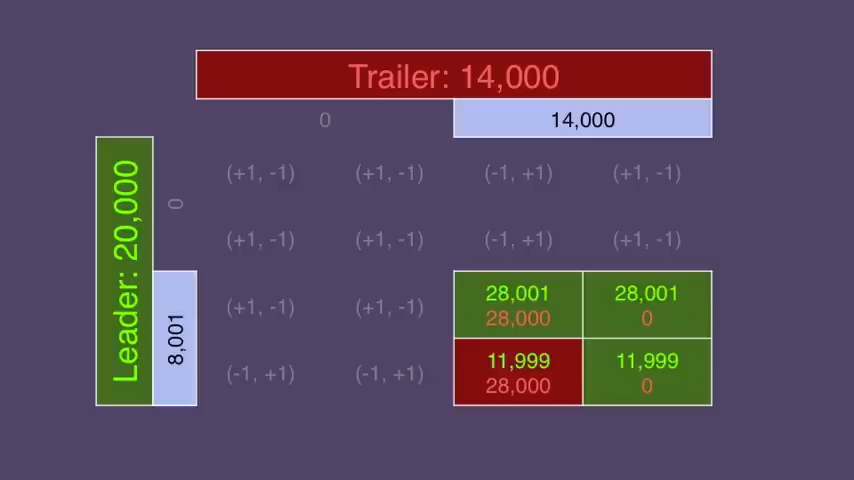 Trailer: 14,000
0 14,000
Leader: 20,000
0
8,001
(+1, -1) (+1, -1) (-1, +1) (+1, -1)
(+1, -1) (+1, -1) (-1, +1) (+1, -1)
(+1, -1) (+1, -1) 28,001 28,001
28,000 0
(-1, +1) (-1, +1) 11,999 11,999
28,000 0